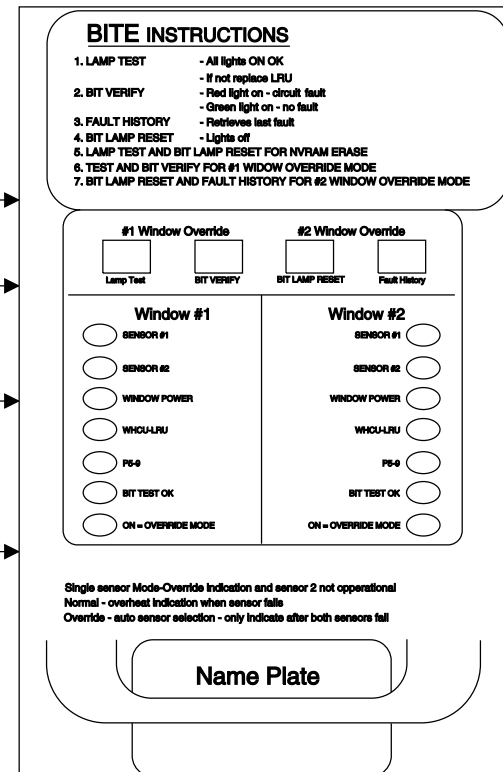 BITE INSTRUCTIONS
1. LAMP TEST - All lights ON OK
- If not replace LRU
2. BIT VERIFY - Red light on - circuit fault
- Green light on - no fault
3. FAULT HISTORY - Retrieves last fault
4. BIT LAMP RESET - Lights off
5. LAMP TEST AND BIT LAMP RESET FOR NVRAM ERASE
6. TEST AND BIT VERIFY FOR #1 WIDOW OVERRIDE MODE
7. BIT LAMP RESET AND FAULT HISTORY FOR #2 WINDOW OVERRIDE MODE
#1 Window Override #2 Window Override
Lamp Test BIT VERIFY BIT LAMP RESET Fault History
Window #1 Window #2
SENSOR #1 SENSOR #1
SENSOR #2 SENSOR #2
WINDOW POWER WINDOW POWER
WHCU-LRU WHCU-LRU
P5-9 P5-9
BIT TEST OK BIT TEST OK
ON = OVERRIDE MODE ON = OVERRIDE MODE
Single sensor Mode-Override indication and sensor 2 not opperational
Normal - overheat indication when sensor fails
Override - auto sensor selection - only indicate after both sensors fail
Name Plate